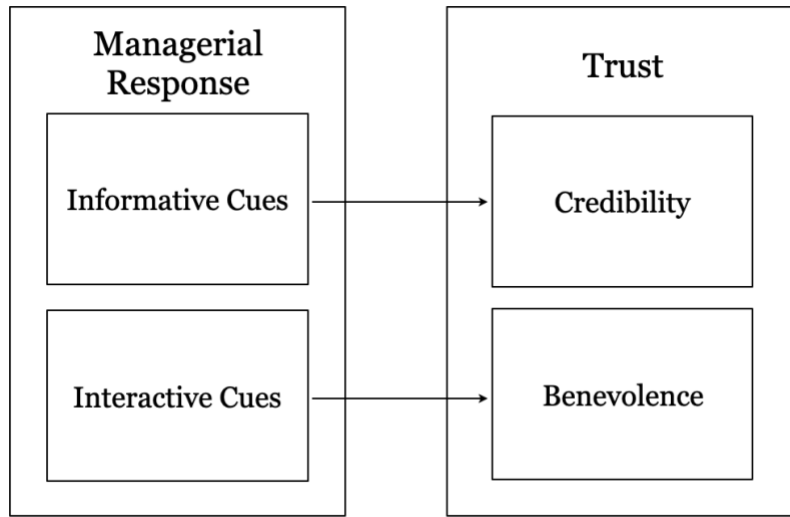 Managerial
Response
Trust
Informative Cues
Credibility
Interactive Cues
Benevolence